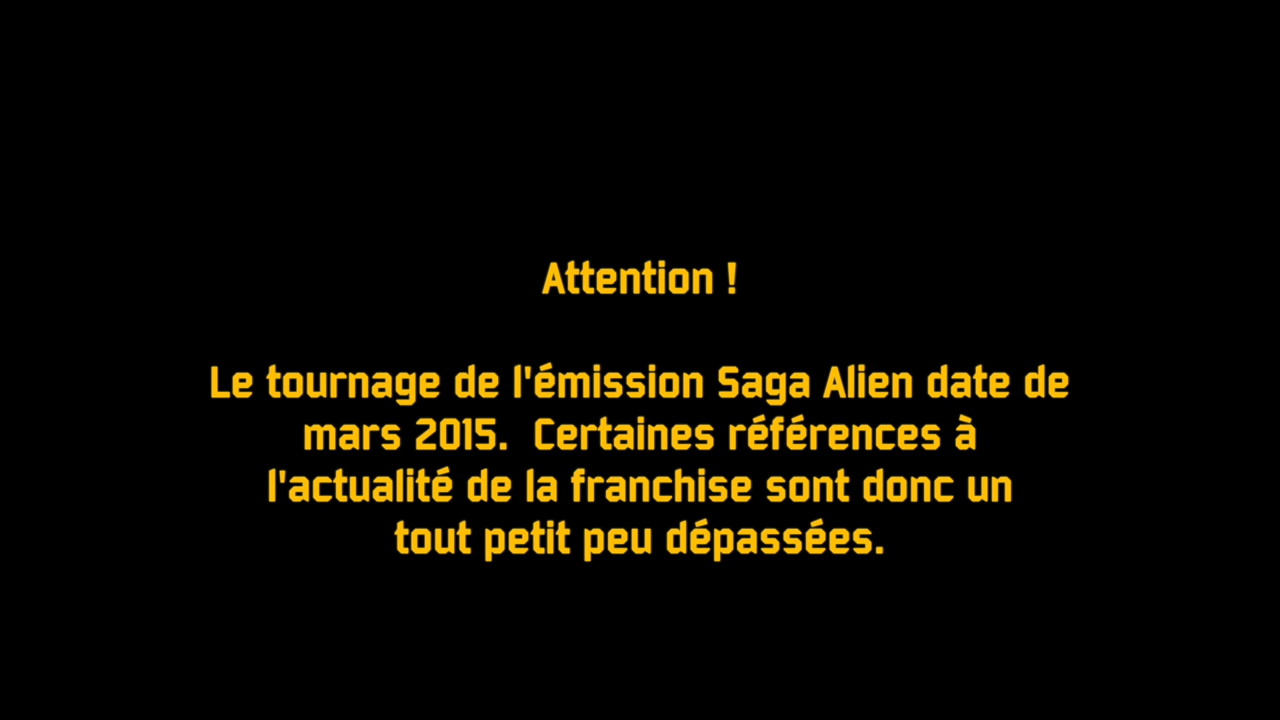 Attention !
Le tournage de l'émission Saga Alien date de
mars 2015.  Certaines références à
l'actualité de la franchise sont donc un
tout petit peu dépassées.